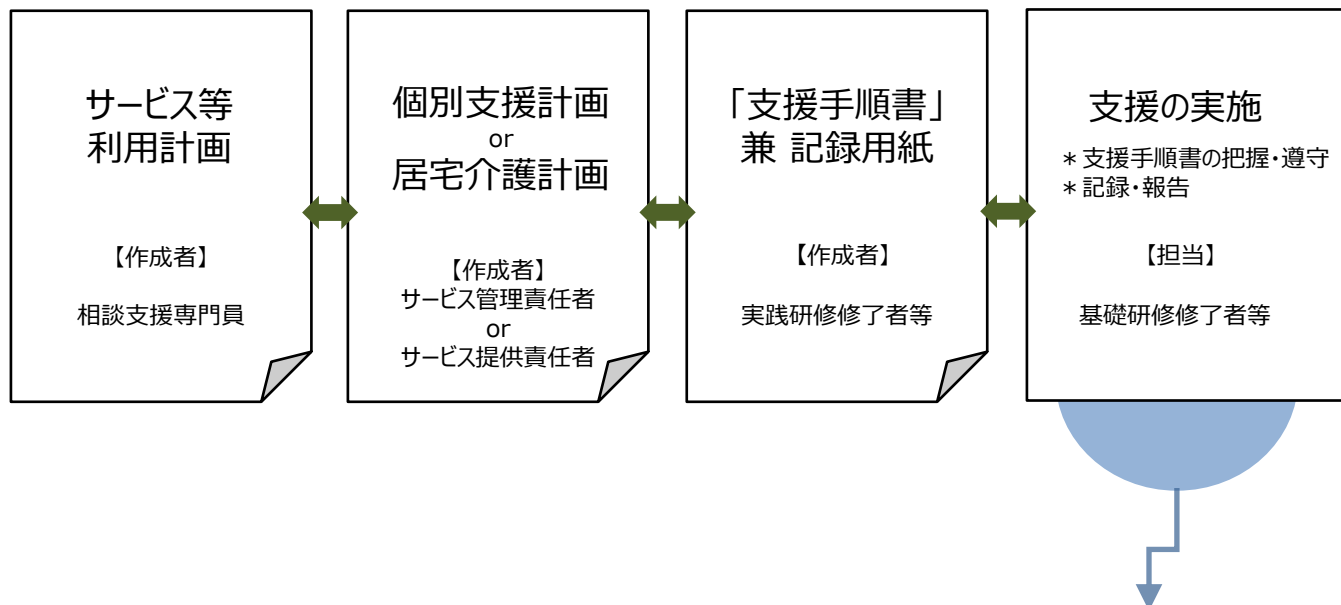 サービス等
利用計画
【作成者】
相談支援専門員
個別支援計画
or
居宅介護計画
【作成者】
サービス管理責任者
or
サービス提供責任者
「支援手順書」
兼 記録用紙
【作成者】
実践研修修了者等
支援の実施
＊支援手順書の把握・遵守
＊記録・報告
【担当】
基礎研修修了者等